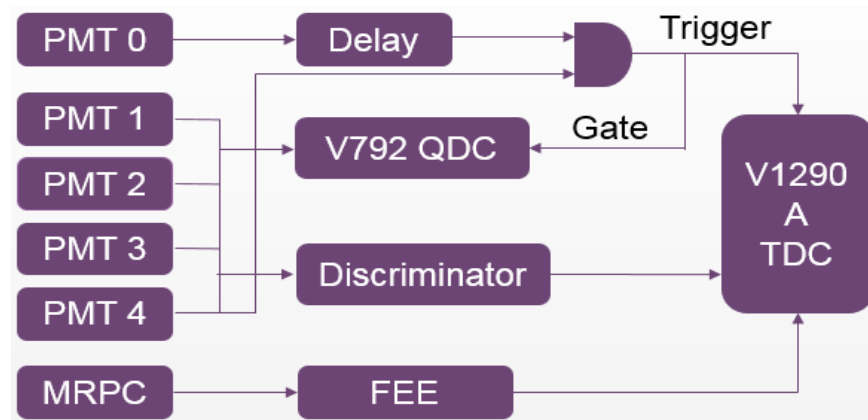 PMT 0
Delay
Trigger
PMT 1
V792 QDC
Gate
PMT 2
V1290
A
TDC
PMT 3
Discriminator
PMT 4
MRPC
FEE